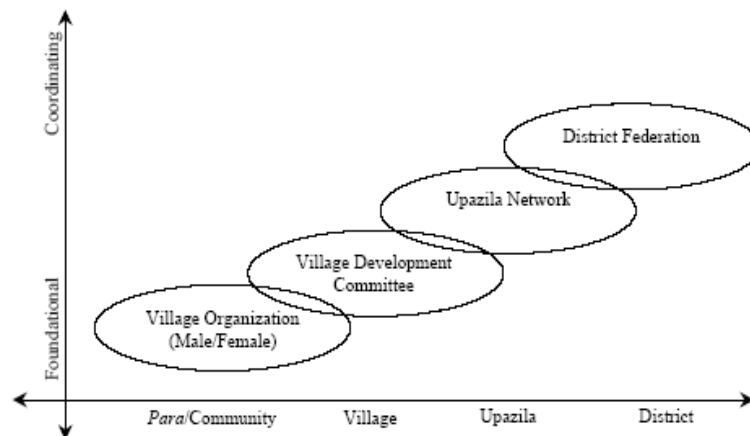 Coordinating
District Federation
Upazila Network
Village Development
Committee
Village Organization
(Male/Female)
Foundational
Para/Community Village Upazila District